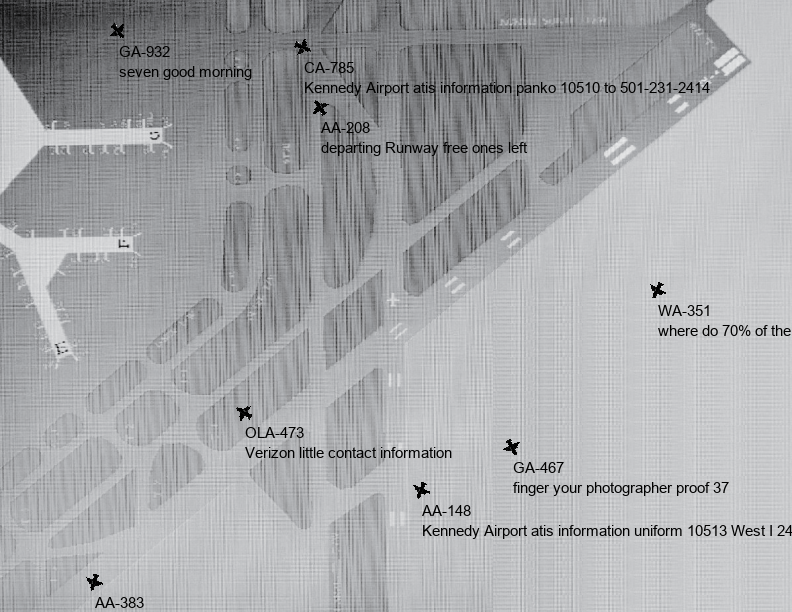 GA-932
seven good morning
CA-785
Kennedy Airport atis information panko 10510 to 501-231-2414
AA-208
departing Runway free ones left
WA-351
where do 70% of the
OLA-473
Verizon little contact information
GA-467
finger your photographer proof 37
AA-148
Kennedy Airport atis information uniform 10513 West I 24
AA-383